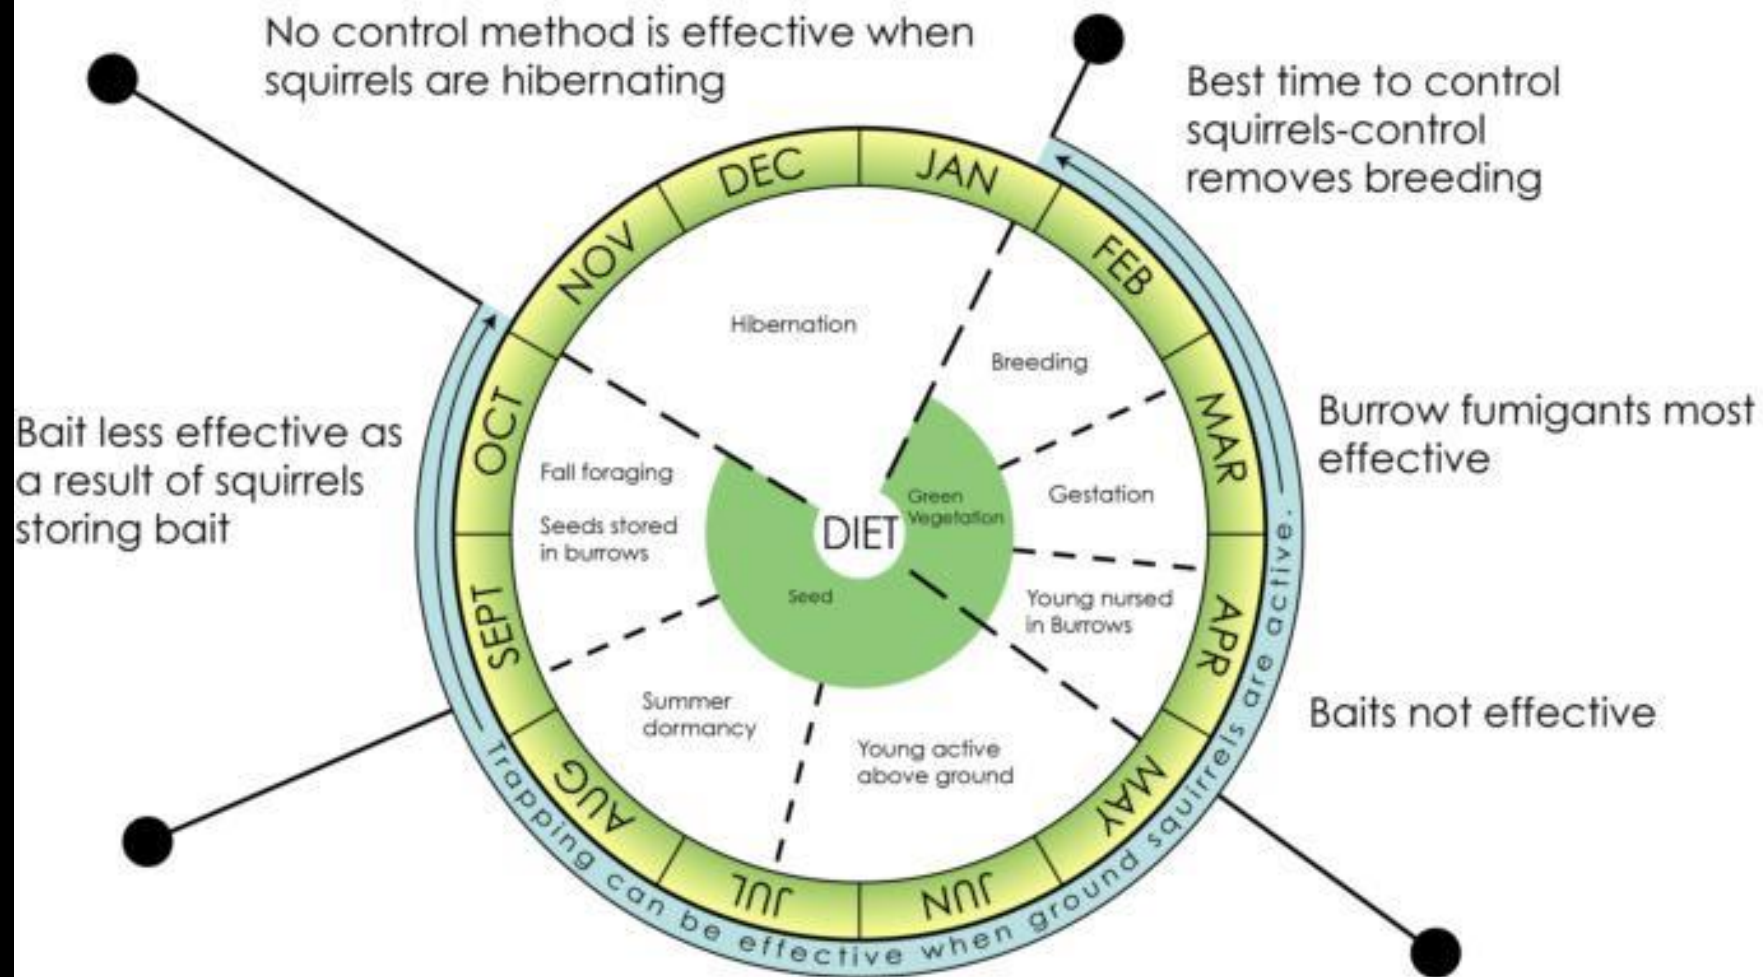 No control method is effective when
squirrels are hibernating
Best time to control
squirrels-control
removes breeding
Burrow fumigants most
effective
Baits not effective
Bait less effective as
a result of squirrels
storing bait
JAN
FEB
MAR
APR
MAY
JUN
JUL
AUG
SEPT
OCT
NOV
DEC
Trapping can be effective when ground squirrels are active.
Hibernation
Breeding
Gestation
Young nursed
in Burrows
Young active
above ground
Summer
dormancy
Fall foraging
Seeds stored
in burrows
DIET
Green
Vegetation
Seed